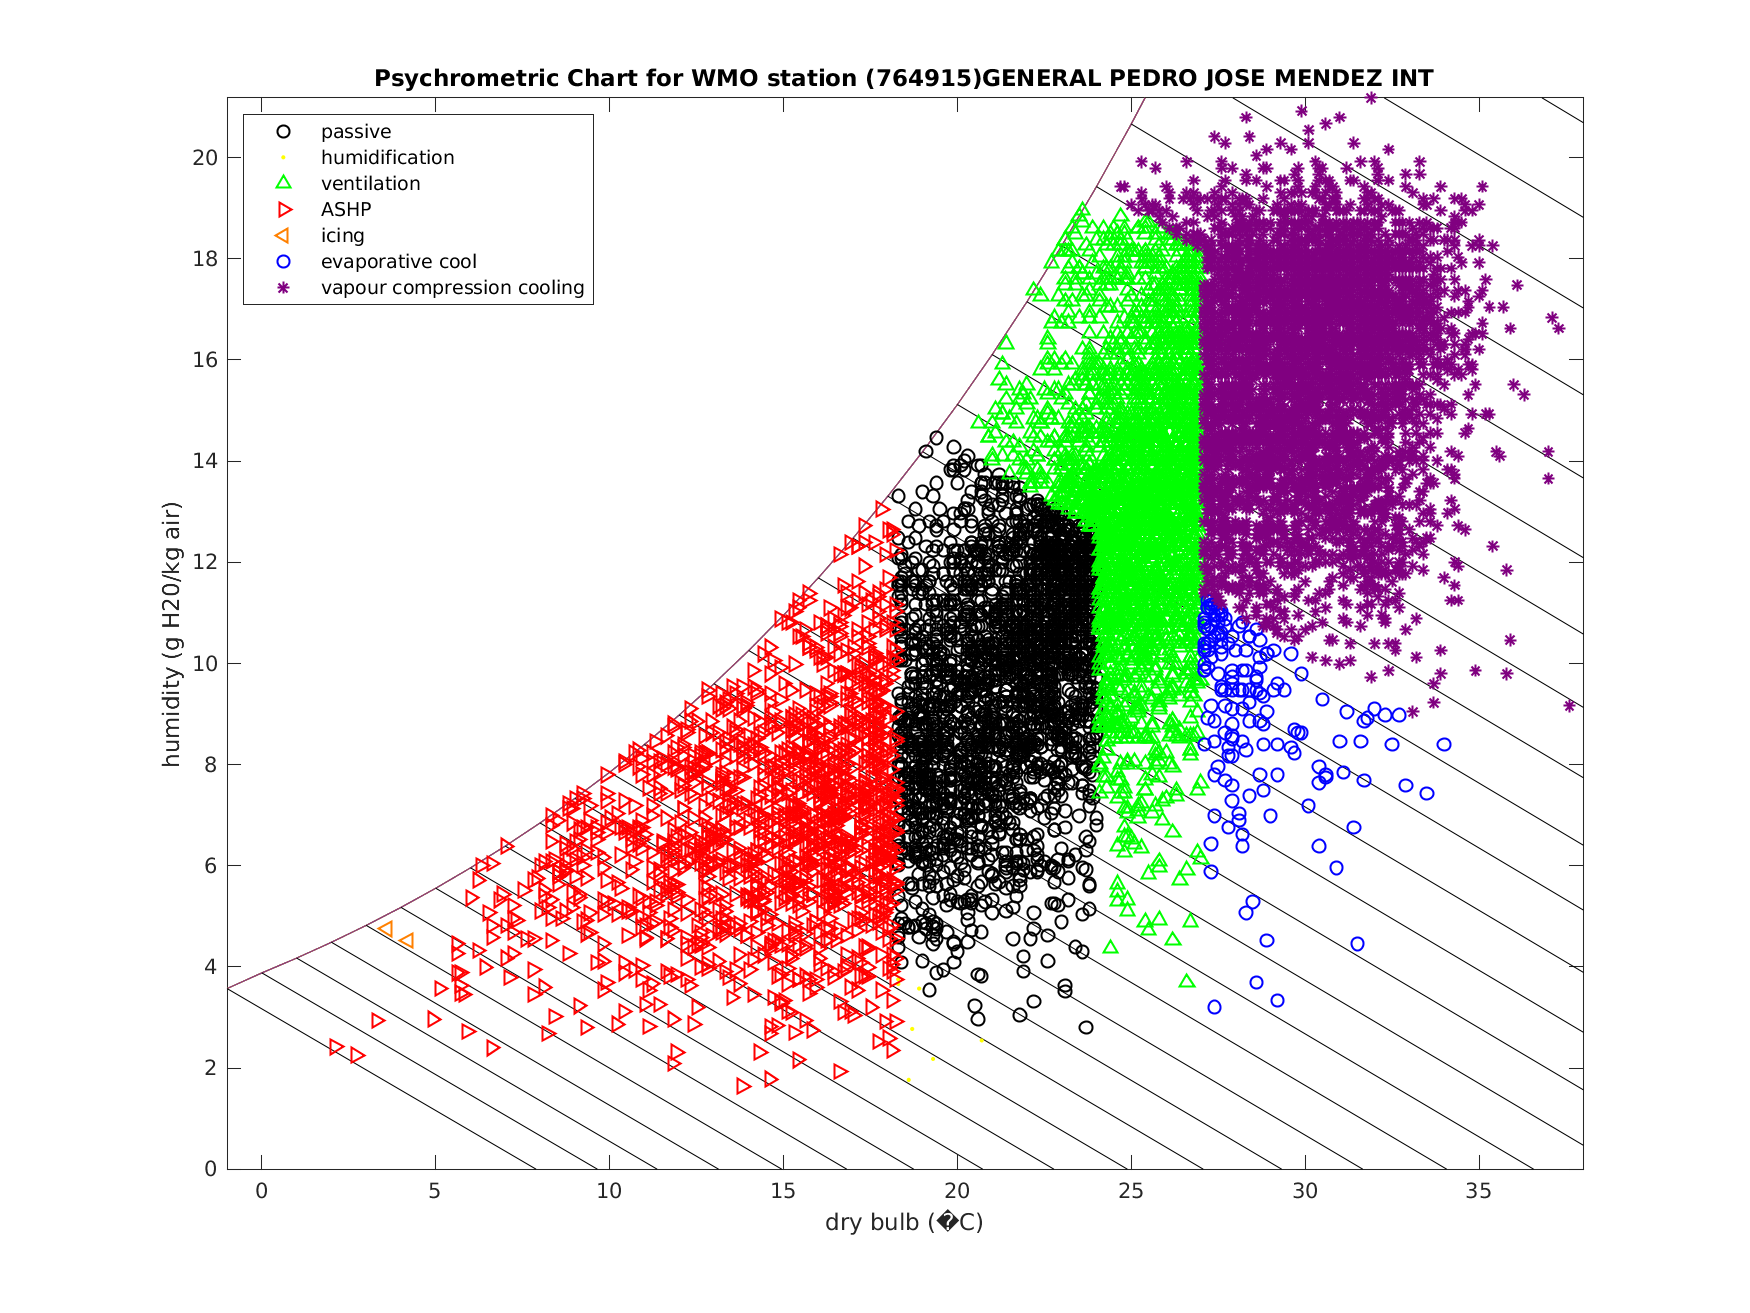 Psychrometric Chart for WMO station (764915)GENERAL PEDRO JOSE MENDEZ INT
passive
humidification
ventilation
ASHP
icing
evaporative cool
vapour compression cooling
humidity (g H20/kg air)
20
18
16
14
12
10
8
6
4
2
0
0 5 10 15 20 25 30 35
dry bulb (�C)